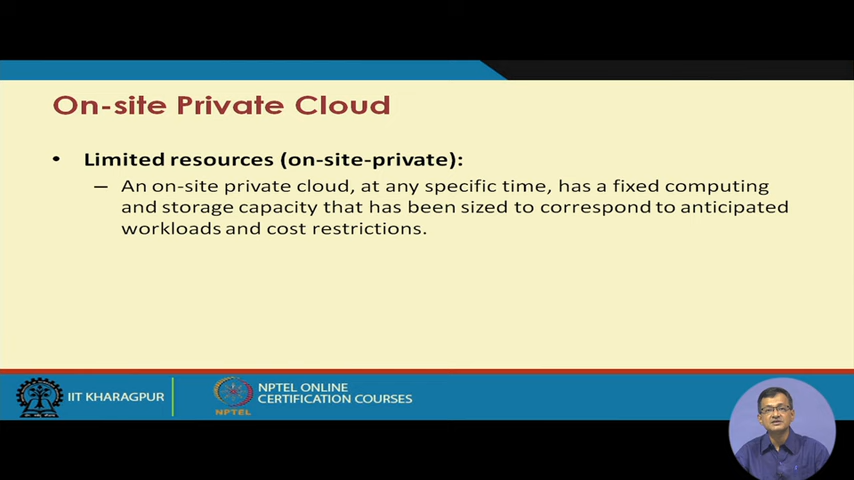 On-site Private Cloud
• Limited resources (on-site-private):
– An on-site private cloud, at any specific time, has a fixed computing
and storage capacity that has been sized to correspond to anticipated
workloads and cost restrictions.
IIT KHARAGPUR
NPTEL
NPTEL ONLINE
CERTIFICATION COURSES